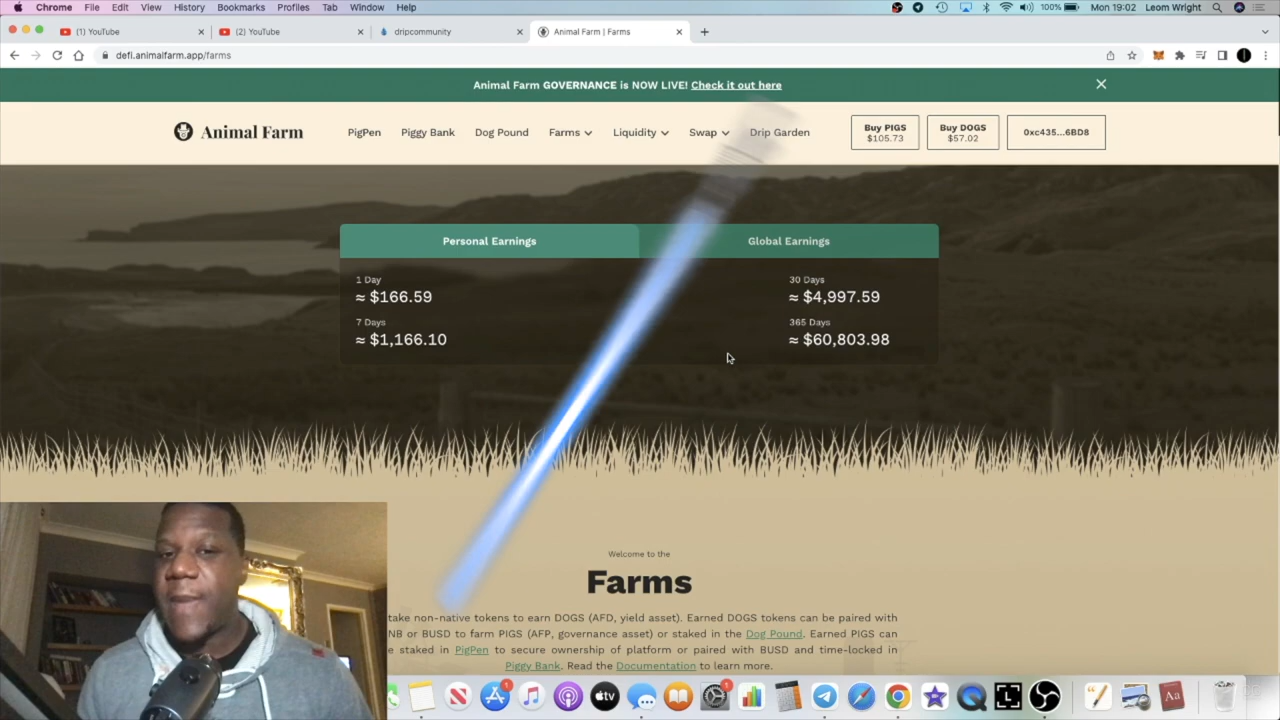 Chrome File Edit View History Bookmarks Profiles Tab Window Help 100% Mon 19:02 Leom Wright
(1) YouTube (2) YouTube dripcommunity Animal Farm | Farms
defi.animalfarm.app/farms
Animal Farm GOVERNANCE is NOW LIVE! Check it out here
Animal Farm PigPen Piggy Bank Dog Pound Farms Liquidity Swap Drip Garden Buy PIGS Buy DOGS 0xc435...6BD8
$105.73 $57.02
Personal Earnings Global Earnings
1 Day 30 Days
≈ $166.59 ≈ $4,997.59
7 Days 365 Days
≈ $1,166.10 ≈ $60,803.98
Welcome to the
Farms
take non-native tokens to earn DOGS (AFD, yield asset). Earned DOGS tokens can be paired with
NB or BUSD to farm PIGS (AFP, governance asset) or staked in the Dog Pound. Earned PIGS can
e staked in PigPen to secure ownership of platform or paired with BUSD and time-locked in
Piggy Bank. Read the Documentation to learn more.
tv
Aa